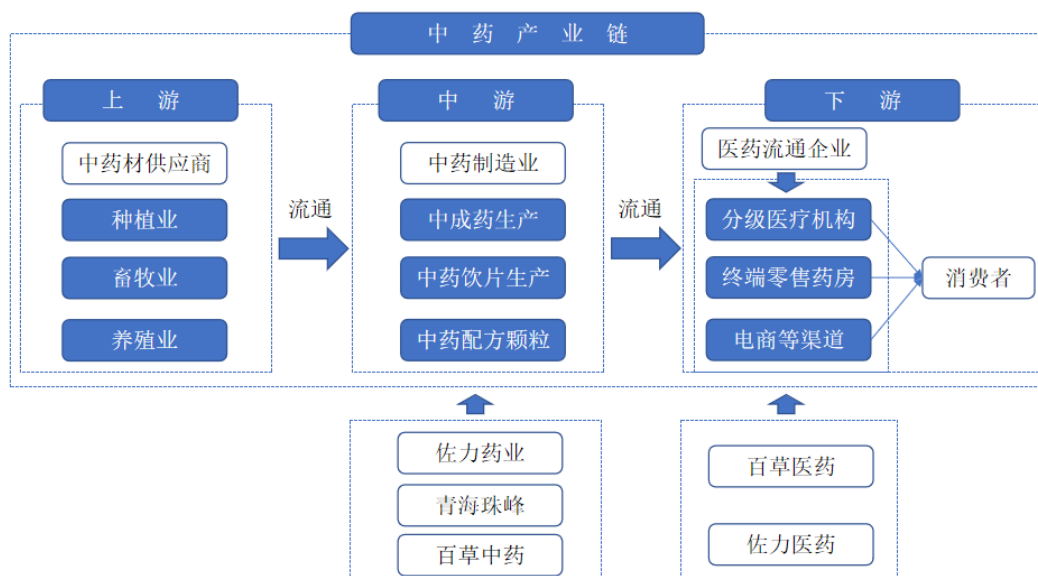 中药产业链
上游
中药材供应商
种植业
畜牧业
养殖业
流通
中游
中药制造业
中成药生产
中药饮片生产
中药配方颗粒
流通
下游
医药流通企业
分级医疗机构
终端零售药房
电商等渠道
消费者
佐力药业
青海珠峰
百草中药
百草医药
佐力医药